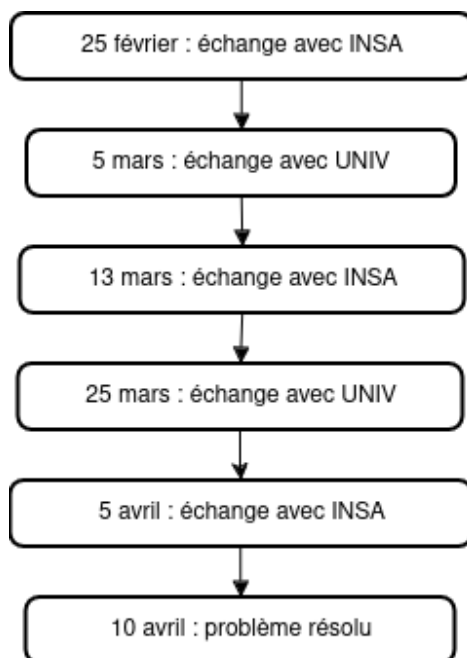 25 février : échange avec INSA
5 mars : échange avec UNIV
13 mars : échange avec INSA
25 mars : échange avec UNIV
5 avril : échange avec INSA
10 avril : problème résolu